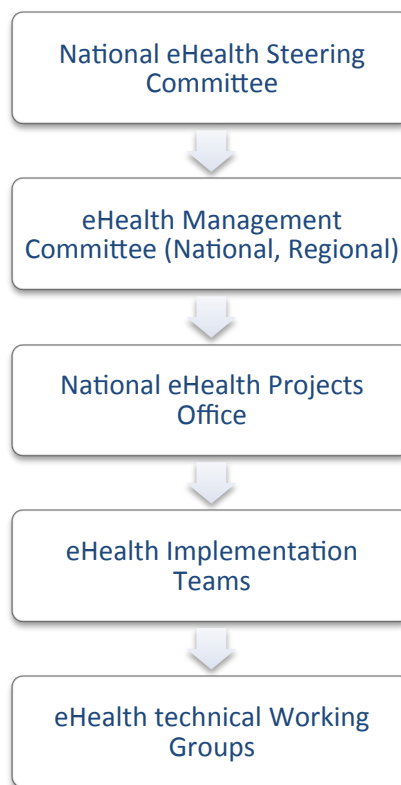 National eHealth Steering
Committee
eHealth Management
Committee (National, Regional)
National eHealth Projects
Office
eHealth Implementation
Teams
eHealth technical Working
Groups